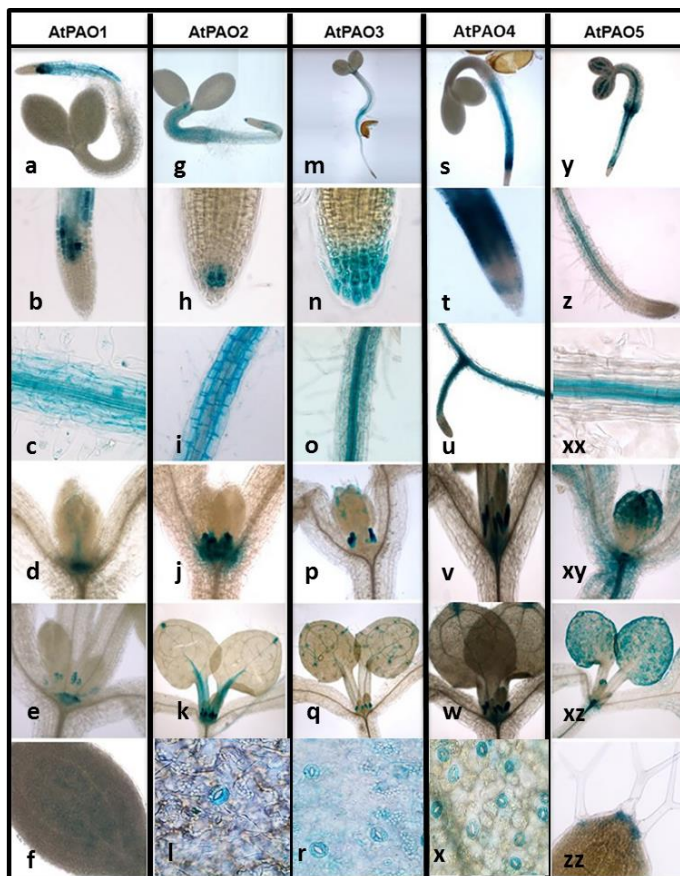 AtPAO1 AtPAO2 AtPAO3 AtPAO4 AtPAO5
a g m s y
b h n t z
c i o u xx
d j p v xy
e k q w xz
f l r x zz